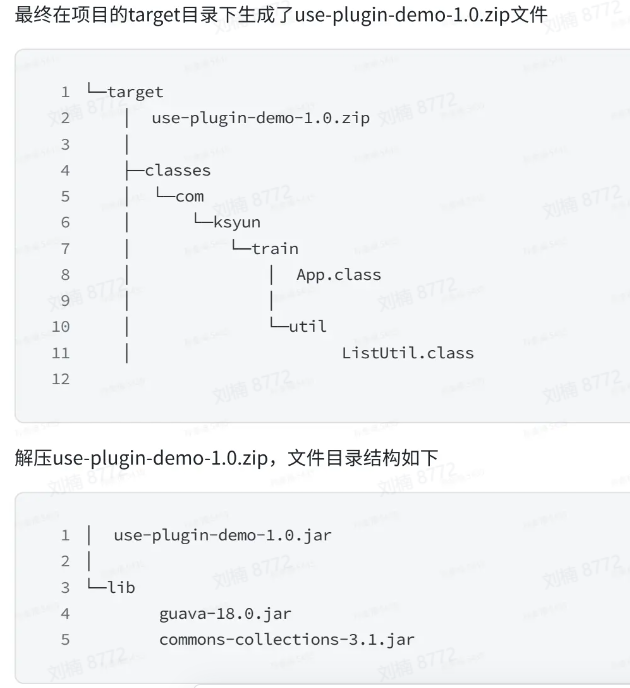 最终在项目的target目录下生成了use-plugin-demo-1.0.zip文件
1 └─target
2 │ use-plugin-demo-1.0.zip
3 │
4 ├─classes
5 │ └─com
6 │ └─ksyun
7 │ └─train
8 │ │ App.class
9 │ │
10 │ └─util
11 │ ListUtil.class
12
解压use-plugin-demo-1.0.zip，文件目录结构如下
1 │ use-plugin-demo-1.0.jar
2 │
3 └─lib
4 guava-18.0.jar
5 commons-collections-3.1.jar
刘楠 8772